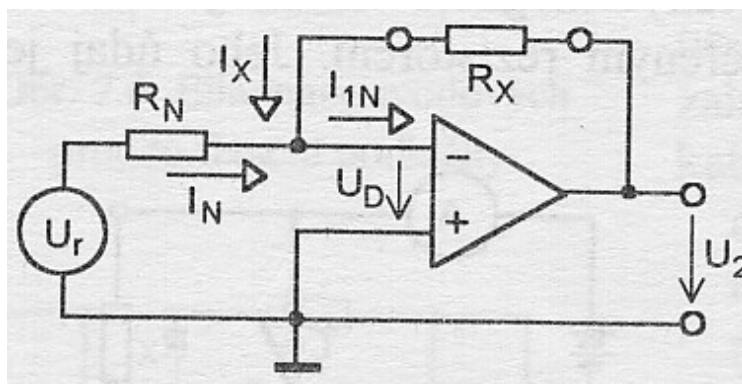 I_X
R_X
R_N
I_1N
I_N
U_D
−
+
U_r
U_2